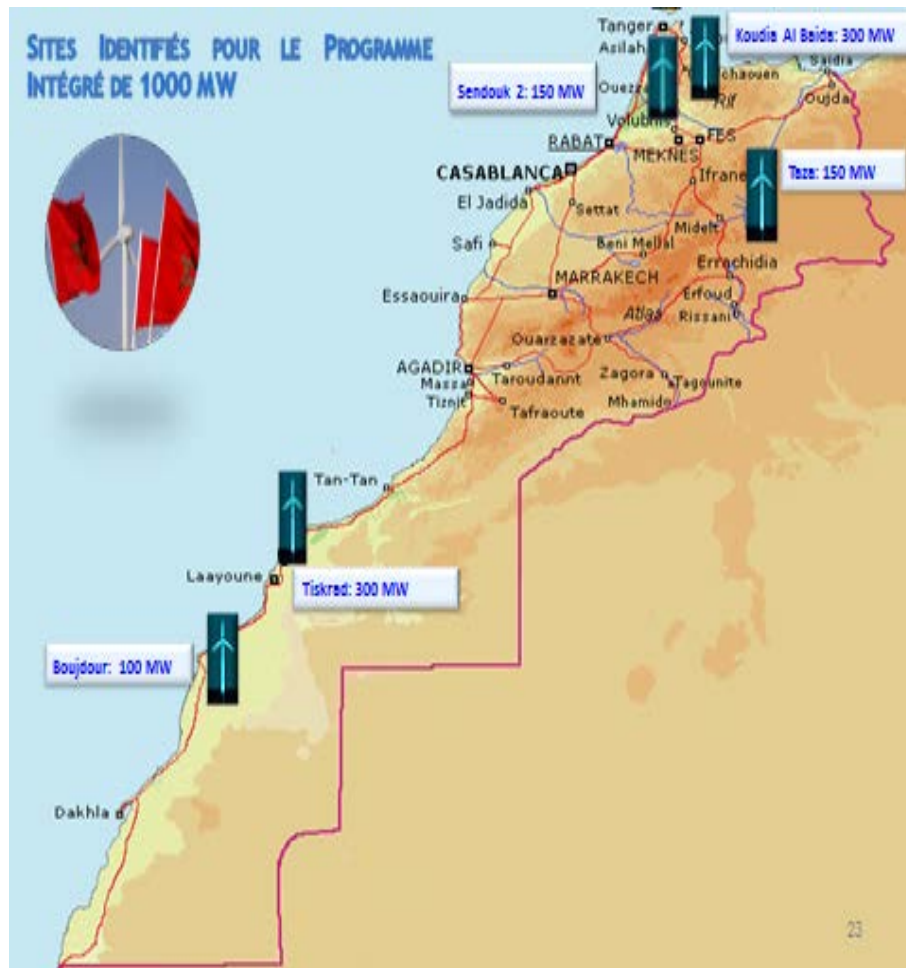 SITES IDENTIFIÉS POUR LE PROGRAMME
INTÉGRÉ DE 1000 MW
Tanger
Koudia Al Baida: 300 MW
Asilah
Saidia
chaouen
Sendouk 2: 150 MW
Ouezza
Rif
Oujda
Volubilis
RABAT
FES
MEKNES
CASABLANCA
Ifrane
Taza: 150 MW
El Jadida
Settat
Midelt
Safi
Beni Mellal
Errachidia
MARRAKECH
Essaouira
Erfoud
Atlas
Rissani
Ouarzazate
AGADIR
Taroudannt
Zagora
Massa
Tagounite
Tiznit
Mhamid
Tafraoute
Tan-Tan
Laayoune
Tiskrad: 300 MW
Boujdour: 100 MW
Dakhla
23